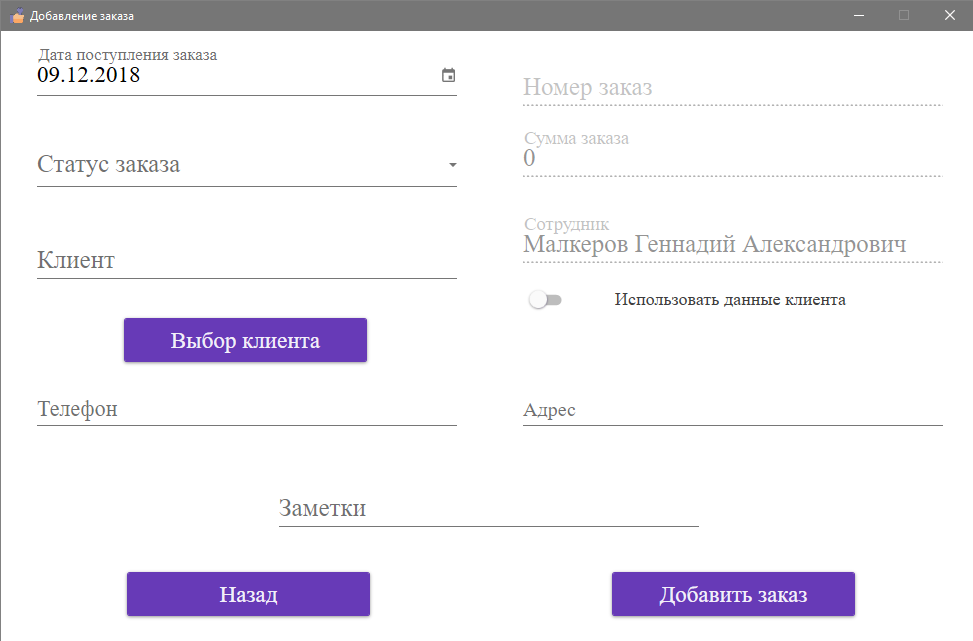 Добавление заказа
Дата поступления заказа
09.12.2018
Номер заказ
Сумма заказа
0
Статус заказа
Сотрудник
Малкеров Геннадий Александрович
Клиент
Использовать данные клиента
Выбор клиента
Телефон
Адрес
Заметки
Назад
Добавить заказ